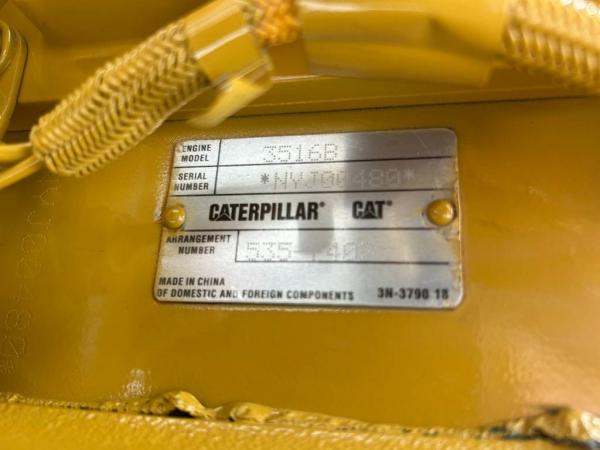 ENGINE MODEL 3516B
SERIAL NUMBER *NYJ00480*
CATERPILLAR® CAT®
ARRANGEMENT NUMBER
MADE IN CHINA
OF DOMESTIC AND FOREIGN COMPONENTS 3N-3790 18